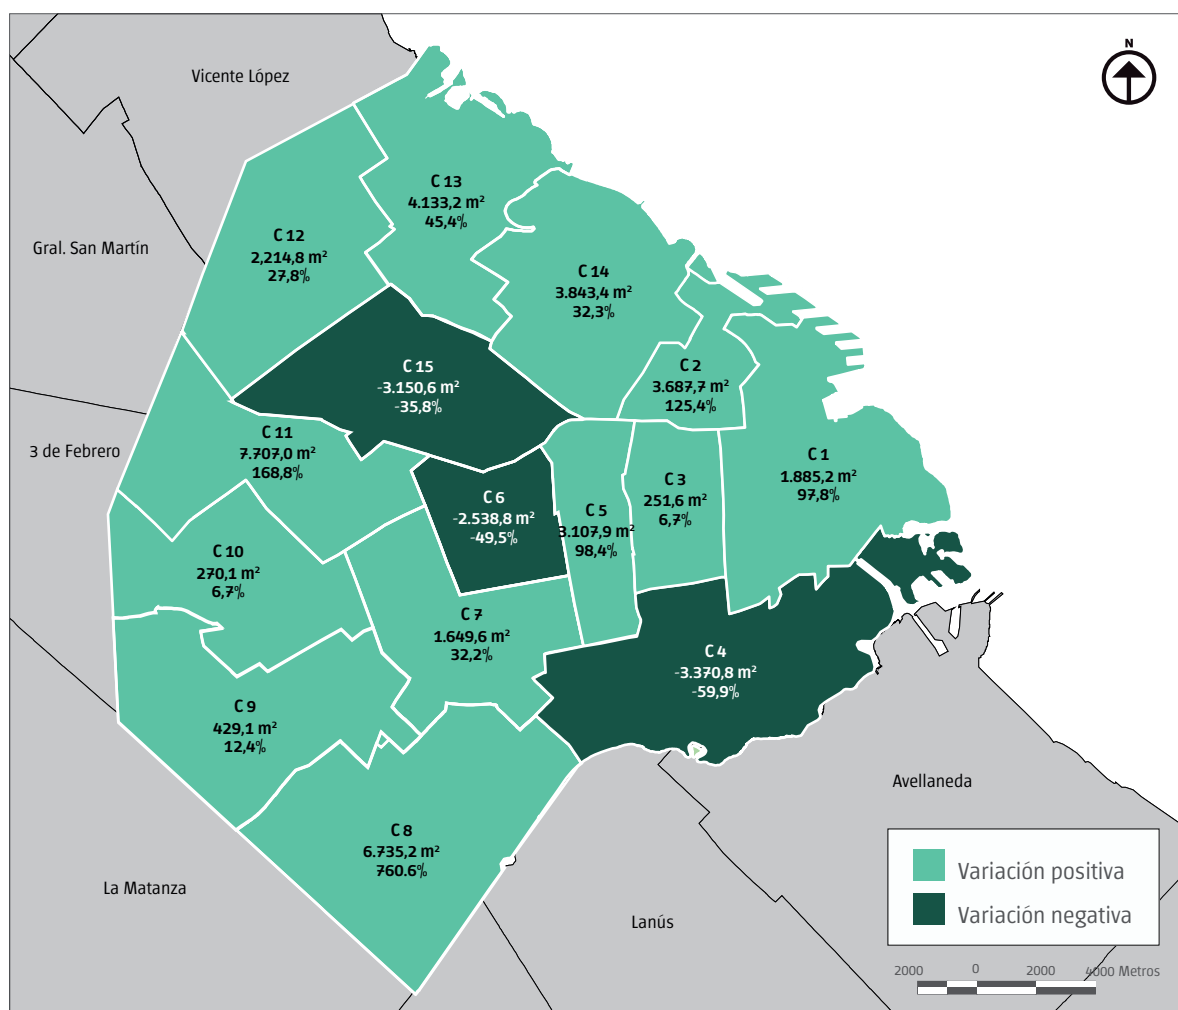 N
Vicente López
C 13
4.133,2 m²
45,4%
C 12
2,214,8 m²
27,8%
Gral. San Martín
C 14
3.843,4 m²
32,3%
C 15
-3.150,6 m²
-35,8%
C 2
3.687,7 m²
125,4%
3 de Febrero
C 11
7.707,0 m²
168,8%
C 1
1.885,2 m²
97,8%
C 3
251,6 m²
6,7%
C 6
-2.538,8 m²
-49,5%
C 5
3.107,9 m²
98,4%
C 10
270,1 m²
6,7%
C 7
1.649,6 m²
32,2%
C 4
-3.370,8 m²
-59,9%
C 9
429,1 m²
12,4%
Avellaneda
C 8
6.735,2 m²
760.6%
La Matanza
Lanús
Variación positiva
Variación negativa
2000 0 2000 4000 Metros